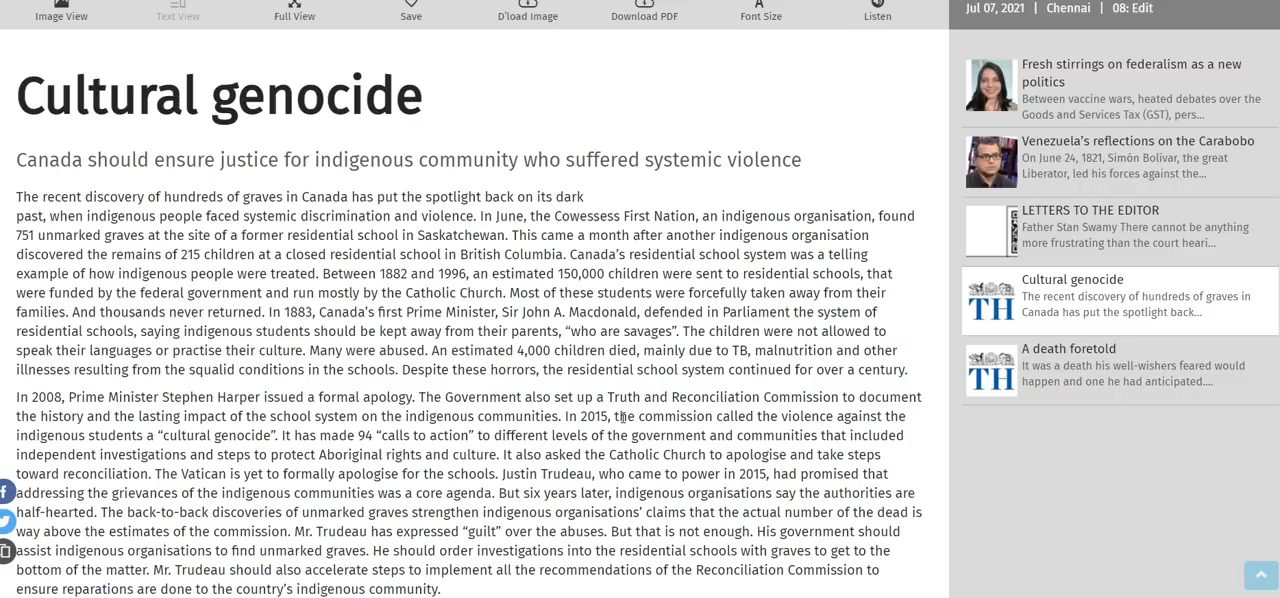 Image View
Text View
Full View
Save
D'load Image
Download PDF
Font Size
Listen
Jul 07, 2021 | Chennai | 08: Edit
Cultural genocide
Canada should ensure justice for indigenous community who suffered systemic violence
The recent discovery of hundreds of graves in Canada has put the spotlight back on its dark
past, when indigenous people faced systemic discrimination and violence. In June, the Cowessess First Nation, an indigenous organisation, found
751 unmarked graves at the site of a former residential school in Saskatchewan. This came a month after another indigenous organisation
discovered the remains of 215 children at a closed residential school in British Columbia. Canada's residential school system was a telling
example of how indigenous people were treated. Between 1882 and 1996, an estimated 150,000 children were sent to residential schools, that
were funded by the federal government and run mostly by the Catholic Church. Most of these students were forcefully taken away from their
families. And thousands never returned. In 1883, Canada's first Prime Minister, Sir John A. Macdonald, defended in Parliament the system of
residential schools, saying indigenous students should be kept away from their parents, “who are savages”. The children were not allowed to
speak their languages or practise their culture. Many were abused. An estimated 4,000 children died, mainly due to TB, malnutrition and other
illnesses resulting from the squalid conditions in the schools. Despite these horrors, the residential school system continued for over a century.
In 2008, Prime Minister Stephen Harper issued a formal apology. The Government also set up a Truth and Reconciliation Commission to document
the history and the lasting impact of the school system on the indigenous communities. In 2015, the commission called the violence against the
indigenous students a “cultural genocide”. It has made 94 “calls to action” to different levels of the government and communities that included
independent investigations and steps to protect Aboriginal rights and culture. It also asked the Catholic Church to apologise and take steps
toward reconciliation. The Vatican is yet to formally apologise for the schools. Justin Trudeau, who came to power in 2015, had promised that
addressing the grievances of the indigenous communities was a core agenda. But six years later, indigenous organisations say the authorities are
half-hearted. The back-to-back discoveries of unmarked graves strengthen indigenous organisations' claims that the actual number of the dead is
way above the estimates of the commission. Mr. Trudeau has expressed “guilt” over the abuses. But that is not enough. His government should
assist indigenous organisations to find unmarked graves. He should order investigations into the residential schools with graves to get to the
bottom of the matter. Mr. Trudeau should also accelerate steps to implement all the recommendations of the Reconciliation Commission to
ensure reparations are done to the country's indigenous community.
Fresh stirrings on federalism as a new
politics
Between vaccine wars, heated debates over the
Goods and Services Tax (GST), pers...
Venezuela's reflections on the Carabobo
On June 24, 1821, Simón Bolívar, the great
Liberator, led his forces against the...
LETTERS TO THE EDITOR
Father Stan Swamy There cannot be anything
more frustrating than the court heari...
TH
Cultural genocide
The recent discovery of hundreds of graves in
Canada has put the spotlight back...
TH
A death foretold
It was a death his well-wishers feared would
happen and one he had anticipated....